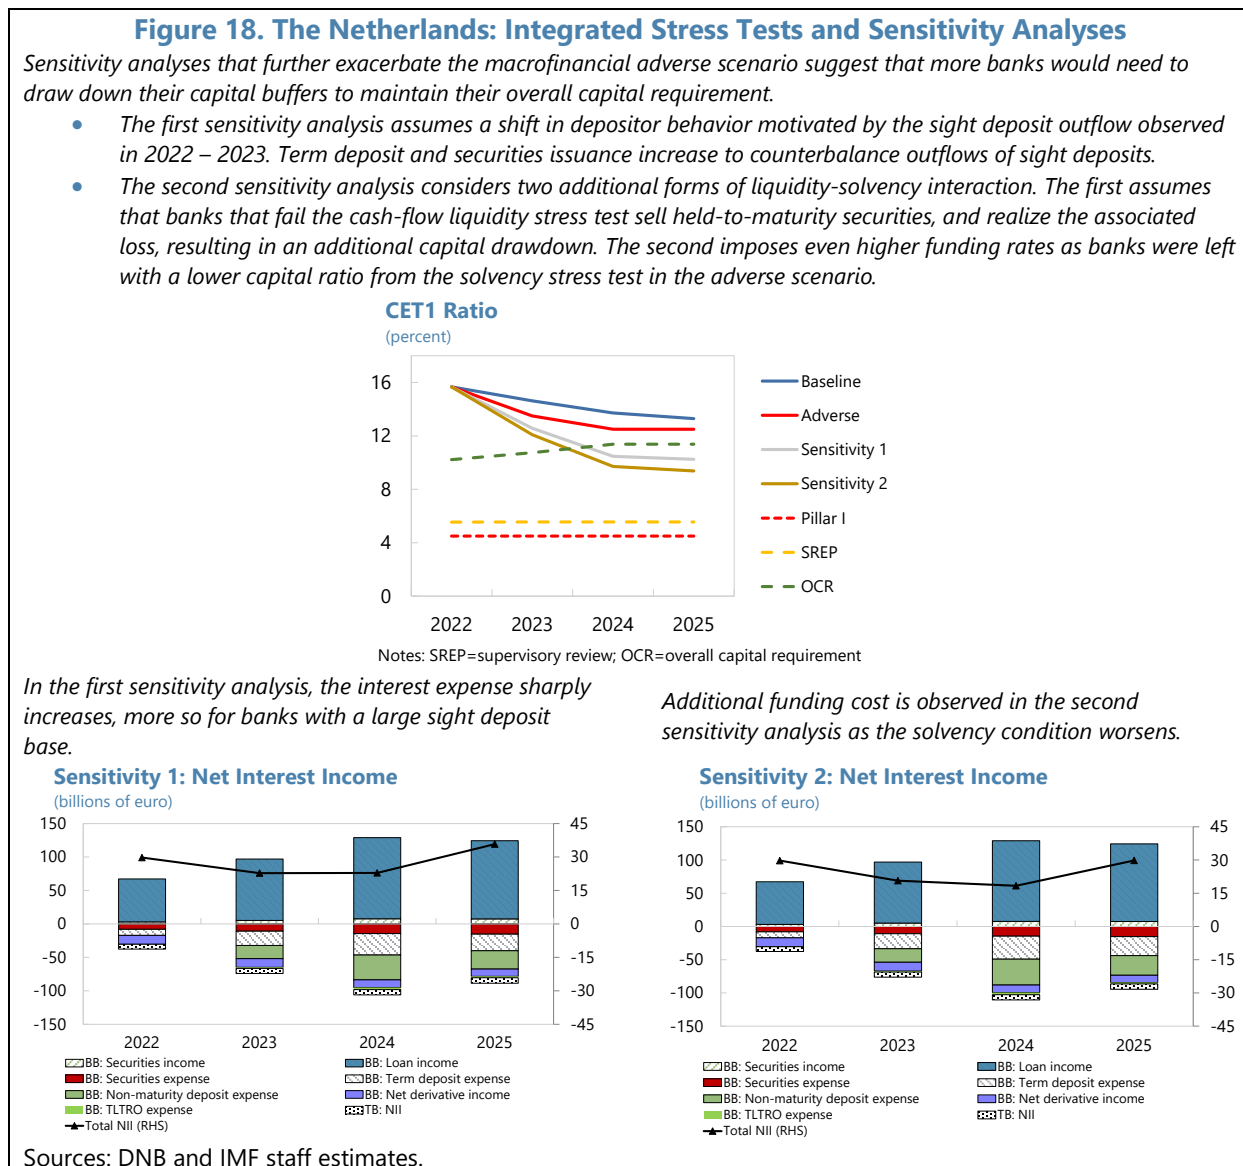 Figure 18. The Netherlands: Integrated Stress Tests and Sensitivity Analyses
Sensitivity analyses that further exacerbate the macrofinancial adverse scenario suggest that more banks would need to
draw down their capital buffers to maintain their overall capital requirement.
• The first sensitivity analysis assumes a shift in depositor behavior motivated by the sight deposit outflow observed
in 2022 – 2023. Term deposit and securities issuance increase to counterbalance outflows of sight deposits.
• The second sensitivity analysis considers two additional forms of liquidity-solvency interaction. The first assumes
that banks that fail the cash-flow liquidity stress test sell held-to-maturity securities, and realize the associated
loss, resulting in an additional capital drawdown. The second imposes even higher funding rates as banks were left
with a lower capital ratio from the solvency stress test in the adverse scenario.
CET1 Ratio
(percent)
16
12
8
4
0
2022 2023 2024 2025
Baseline
Adverse
Sensitivity 1
Sensitivity 2
Pillar I
SREP
OCR
Notes: SREP=supervisory review; OCR=overall capital requirement
In the first sensitivity analysis, the interest expense sharply
increases, more so for banks with a large sight deposit
base.
Sensitivity 1: Net Interest Income
(billions of euro)
150 45
100 30
50 15
0 0
-50 -15
-100 -30
-150 -45
2022 2023 2024 2025
BB: Securities income BB: Loan income
BB: Securities expense BB: Term deposit expense
BB: Non-maturity deposit expense BB: Net derivative income
BB: TLTRO expense TB: NII
Total NII (RHS)
Additional funding cost is observed in the second
sensitivity analysis as the solvency condition worsens.
Sensitivity 2: Net Interest Income
(billions of euro)
150 45
100 30
50 15
0 0
-50 -15
-100 -30
-150 -45
2022 2023 2024 2025
BB: Securities income BB: Loan income
BB: Securities expense BB: Term deposit expense
BB: Non-maturity deposit expense BB: Net derivative income
BB: TLTRO expense TB: NII
Total NII (RHS)
Sources: DNB and IMF staff estimates.